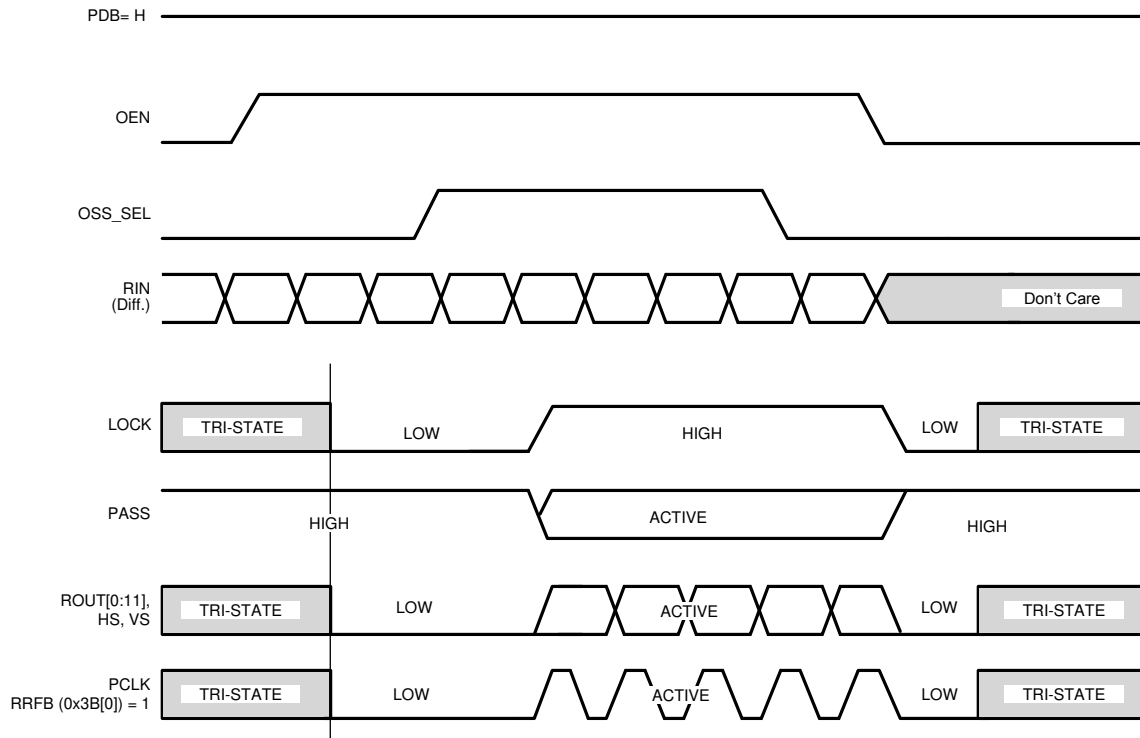 PDB= H
OEN
OSS_SEL
RIN
(Diff.)
Don't Care
LOCK
TRI-STATE
LOW
HIGH
LOW
TRI-STATE
PASS
HIGH
ACTIVE
HIGH
ROUT[0:11],
HS, VS
TRI-STATE
LOW
ACTIVE
LOW
TRI-STATE
PCLK
RRFB (0x3B[0]) = 1
TRI-STATE
LOW
ACTIVE
LOW
TRI-STATE